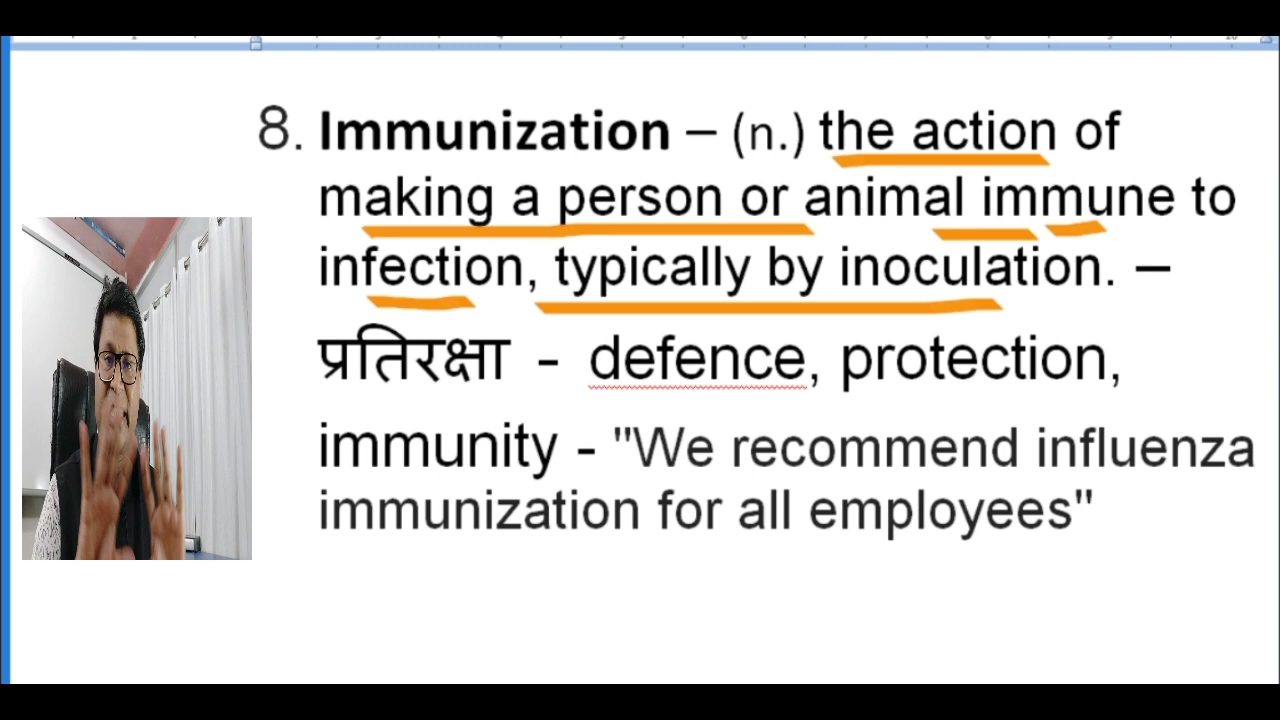 8. Immunization – (n.) the action of
making a person or animal immune to
infection, typically by inoculation. –
प्रतिरक्षा - defence, protection,
immunity - "We recommend influenza
immunization for all employees"